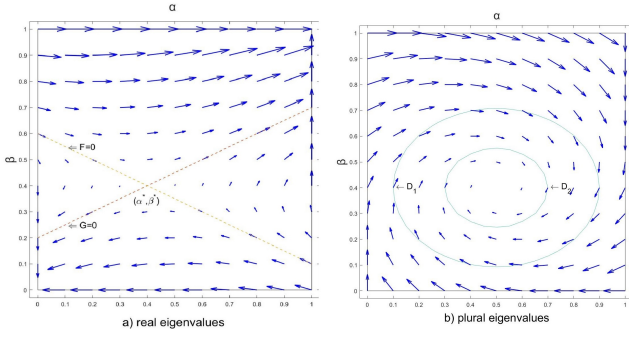 α
β
1
0.9
0.8
0.7
0.6
0.5
0.4
0.3
0.2
0.1
0
⇐ F=0
(α*,β*)
⇐ G=0
0 0.1 0.2 0.3 0.4 0.5 0.6 0.7 0.8 0.9 1
a) real eigenvalues
α
β
1
0.9
0.8
0.7
0.6
0.5
0.4
0.3
0.2
0.1
0
← D1
← D2
0 0.1 0.2 0.3 0.4 0.5 0.6 0.7 0.8 0.9 1
b) plural eigenvalues